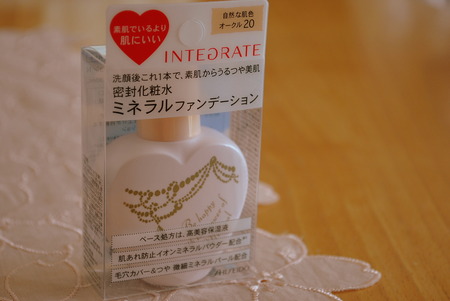 素肌でいるより
肌にいい
自然な肌色
オークル20
INTEGRATE
洗顔後これ1本で、素肌からうるつや美肌
密封化粧水
ミネラルファンデーション
ベース処方は、高美容保湿液
肌あれ防止イオンミネラルパウダー配合
毛穴カバー&つや 微細ミネラルパール配合
SHISEIDO